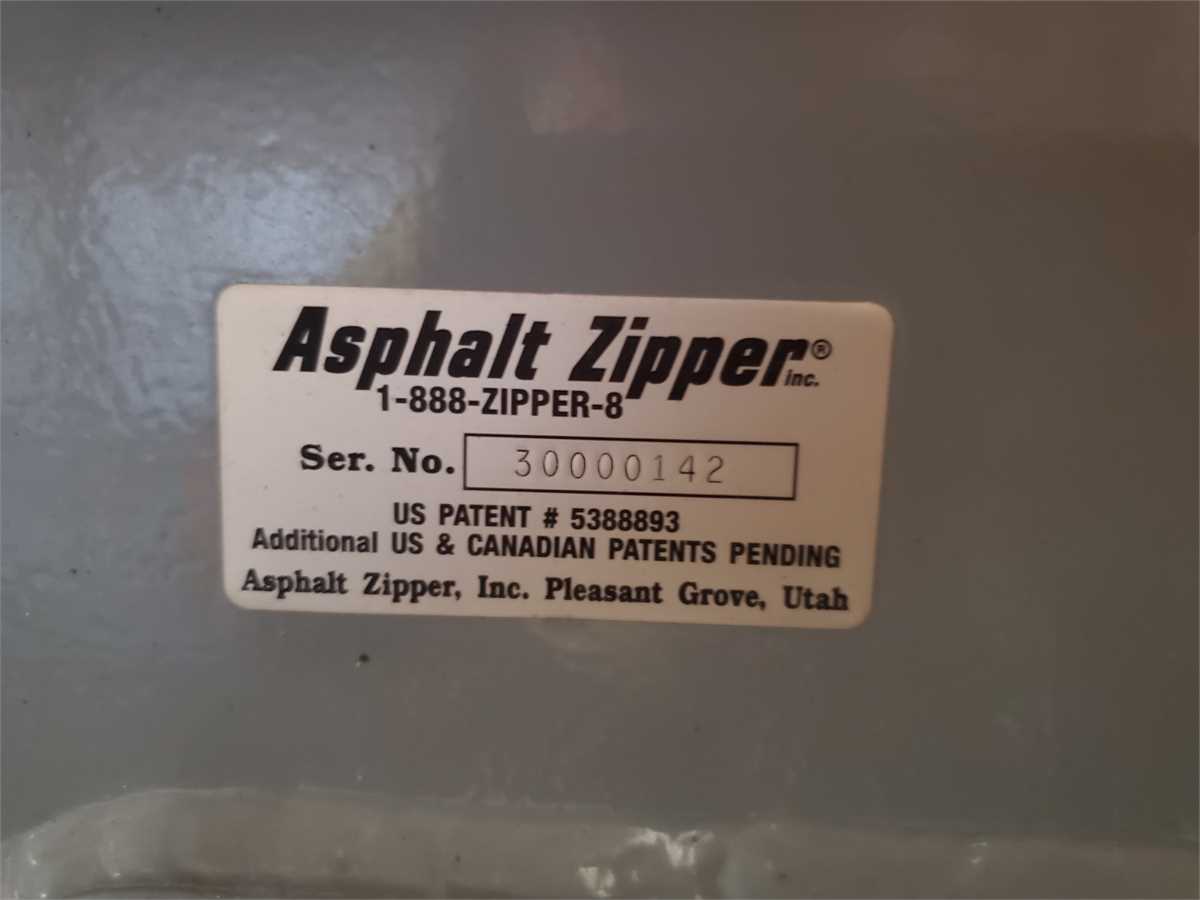 Asphalt Zipper® inc.
1-888-ZIPPER-8
Ser. No. 30000142
US PATENT # 5388893
Additional US & CANADIAN PATENTS PENDING
Asphalt Zipper, Inc. Pleasant Grove, Utah